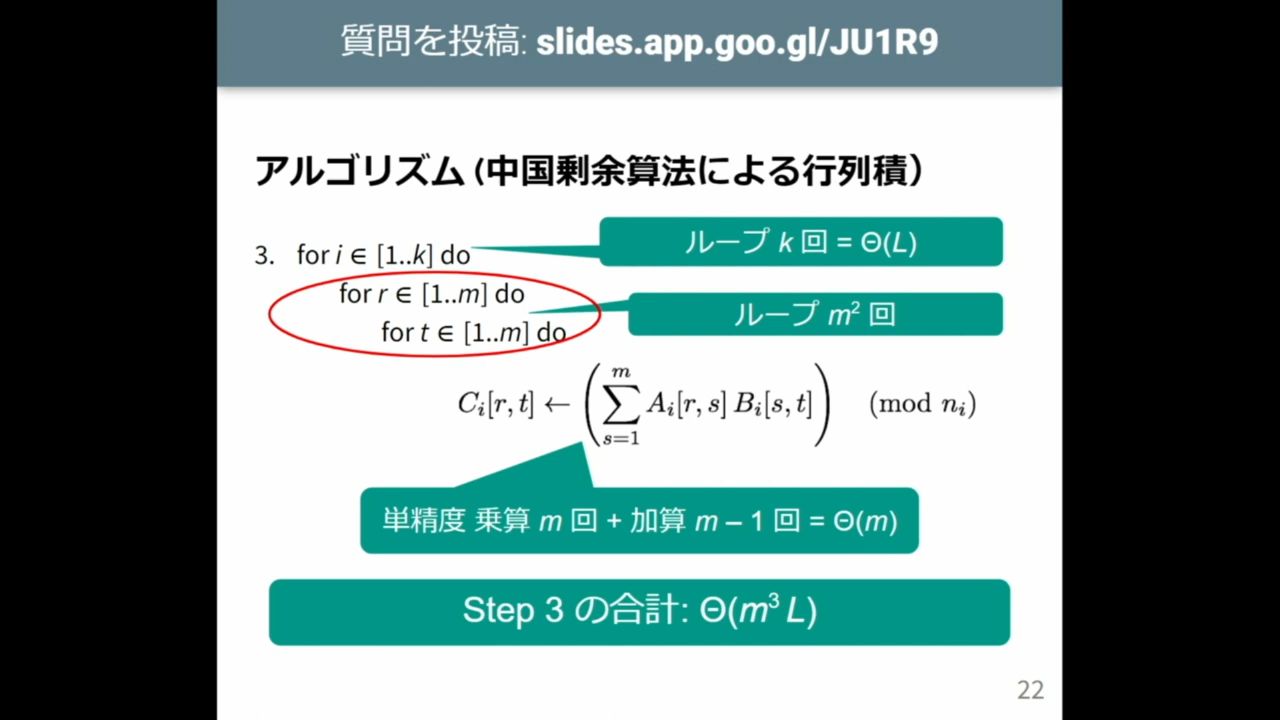 質問を投稿: slides.app.goo.gl/JU1R9
アルゴリズム (中国剰余算法による行列積）
3. for i ∈ [1..k] do
ループ k 回 = Θ(L)
for r ∈ [1..m] do
ループ m² 回
for t ∈ [1..m] do
C_i[r, t] ← (∑_{s=1}^{m} A_i[r, s] B_i[s, t]) (mod n_i)
単精度 乗算 m 回 + 加算 m – 1 回 = Θ(m)
Step 3 の合計: Θ(m³ L)
22